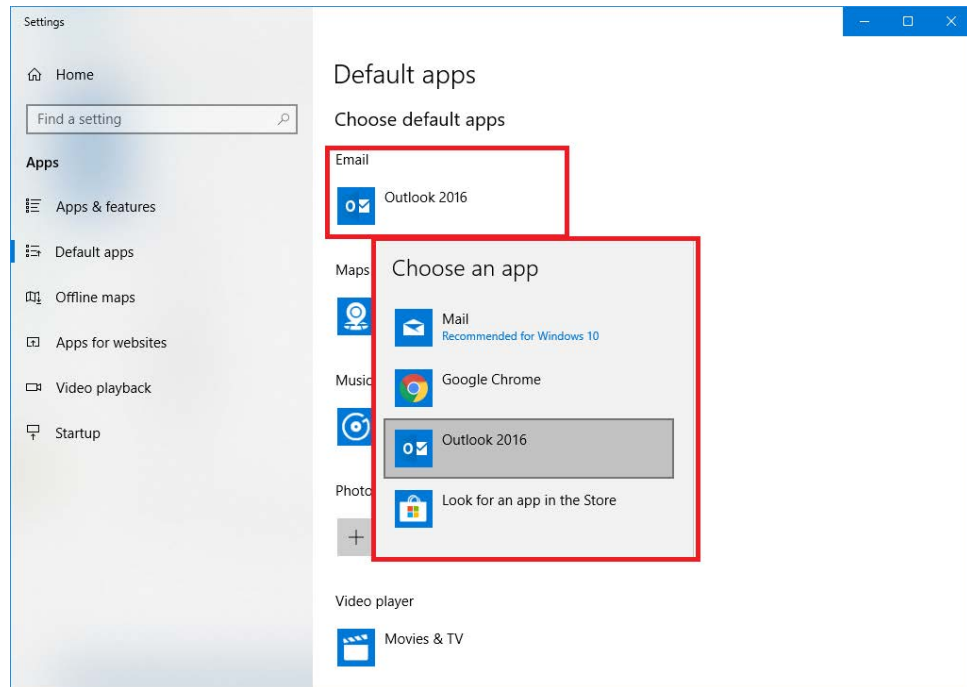 Settings
Home
Find a setting
Apps
Apps & features
Default apps
Offline maps
Apps for websites
Video playback
Startup
Default apps
Choose default apps
Email
Outlook 2016
Maps
Choose an app
Mail
Recommended for Windows 10
Google Chrome
Outlook 2016
Look for an app in the Store
Music
Photo
Video player
Movies & TV